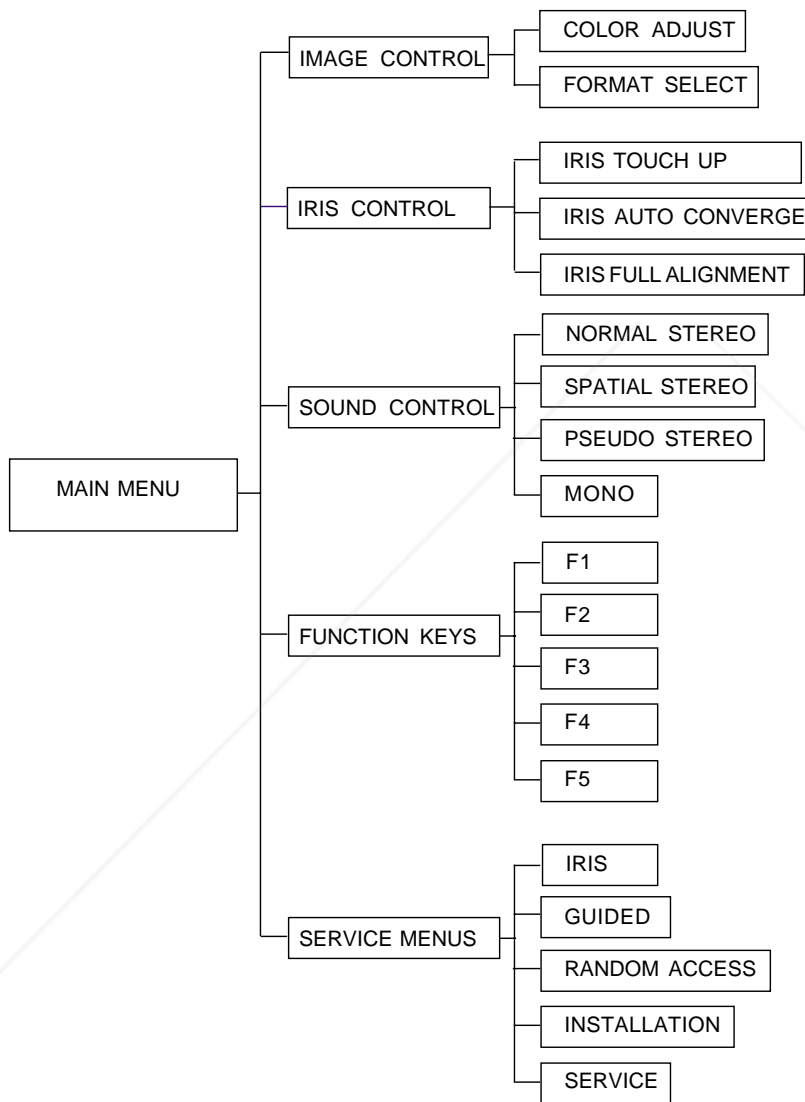 MAIN MENU
IMAGE CONTROL
COLOR ADJUST
FORMAT SELECT
IRIS CONTROL
IRIS TOUCH UP
IRIS AUTO CONVERGE
IRIS FULL ALIGNMENT
SOUND CONTROL
NORMAL STEREO
SPATIAL STEREO
PSEUDO STEREO
MONO
FUNCTION KEYS
F1
F2
F3
F4
F5
SERVICE MENUS
IRIS
GUIDED
RANDOM ACCESS
INSTALLATION
SERVICE